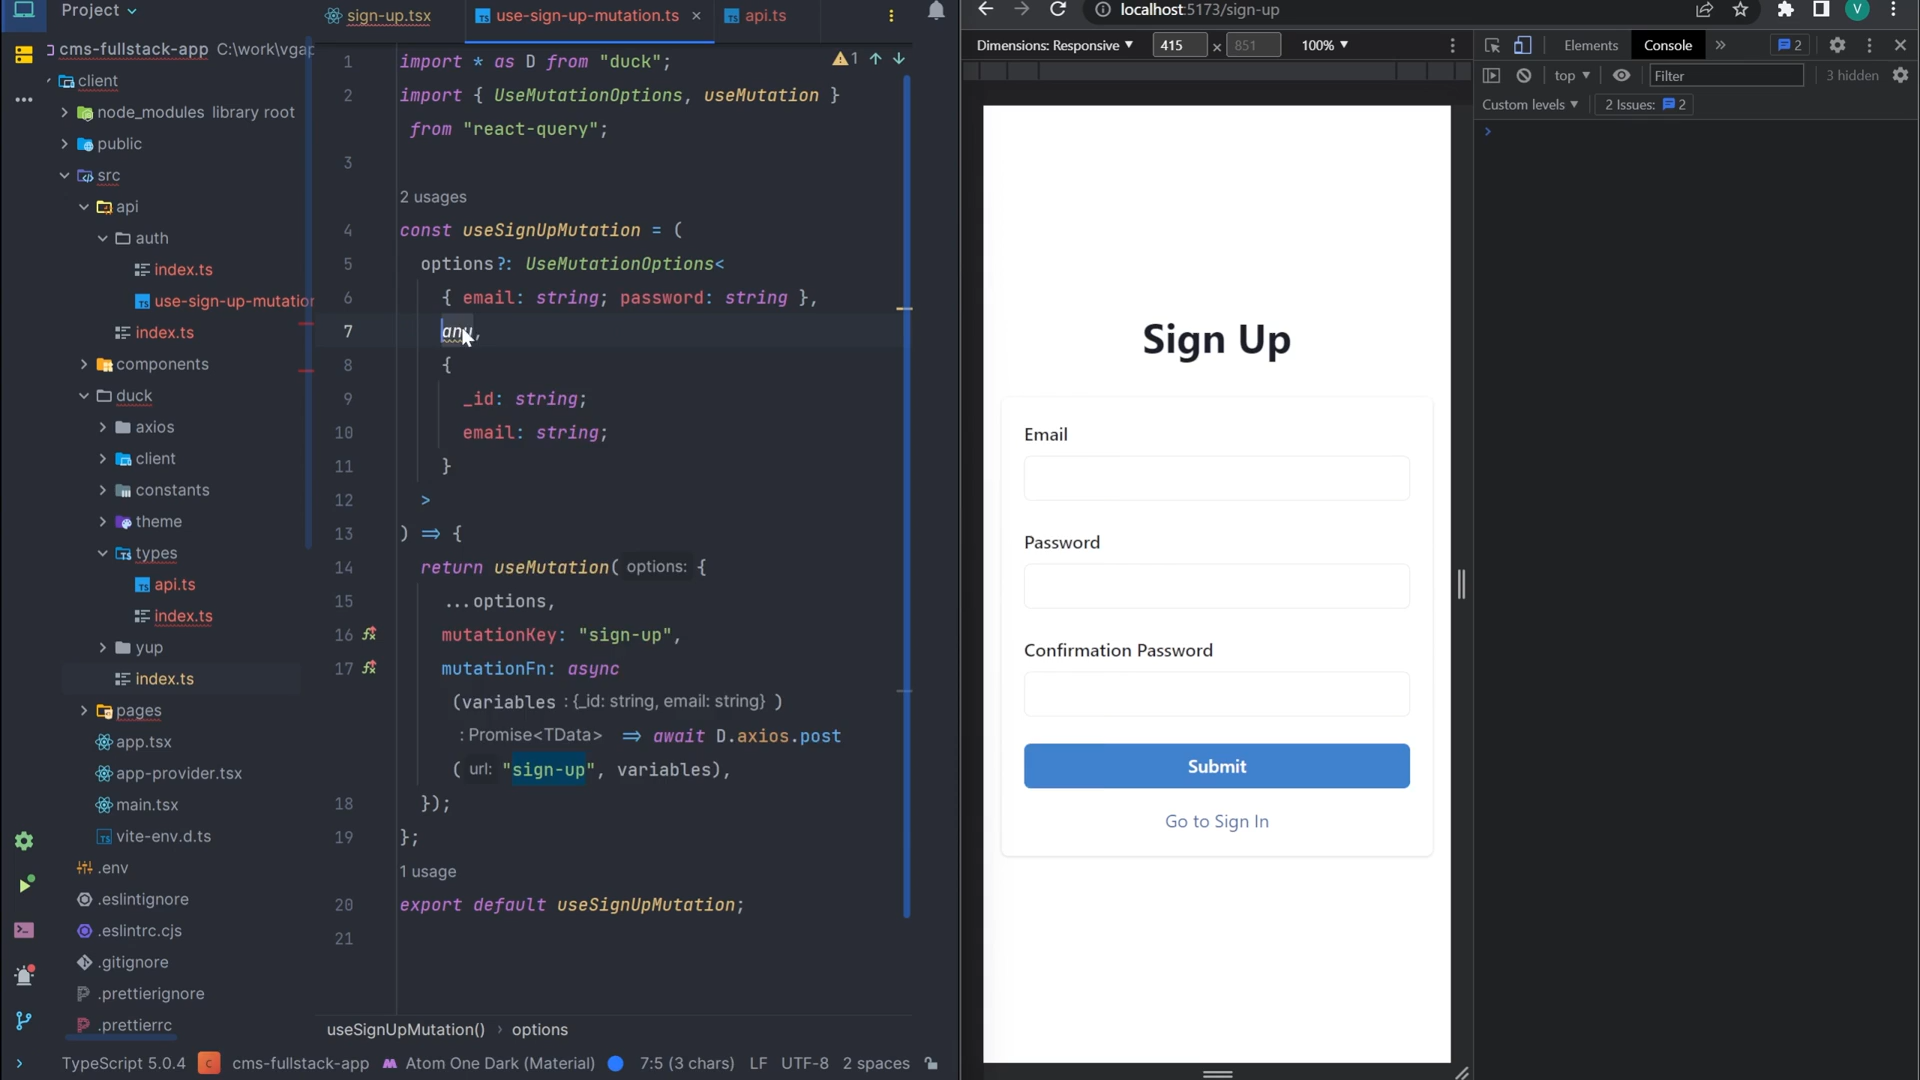 Project
sign-up.tsx
use-sign-up-mutation.ts
api.ts
cms-fullstack-app C:\work\vgap
client
node_modules library root
public
src
api
auth
index.ts
use-sign-up-mutation
index.ts
components
duck
axios
client
constants
theme
types
api.ts
index.ts
yup
index.ts
pages
app.tsx
app-provider.tsx
main.tsx
vite-env.d.ts
.env
.eslintignore
.eslintrc.cjs
.gitignore
.prettierignore
.prettierrc
1 import * as D from "duck";
1
2 import { UseMutationOptions, useMutation }
from "react-query";
3
2 usages
4 const useSignUpMutation = (
5 options?: UseMutationOptions<
6 { email: string; password: string },
7 any,
8 {
9 _id: string;
10 email: string;
11 }
12 >
13 ) => {
14 return useMutation( options: {
15 ...options,
16 mutationKey: "sign-up",
17 mutationFn: async
(variables : {_id: string, email: string} )
: Promise<TData> => await D.axios.post
( url: "sign-up", variables),
18 });
19 };
1 usage
20 export default useSignUpMutation;
21
useSignUpMutation() › options
TypeScript 5.0.4 cms-fullstack-app Atom One Dark (Material) 7:5 (3 chars) LF UTF-8 2 spaces
localhost:5173/sign-up
V
Dimensions: Responsive 415 × 851 100%
Elements Console » 2
top Filter 3 hidden
Custom levels 2 Issues: 2
Sign Up
Email
Password
Confirmation Password
Submit
Go to Sign In